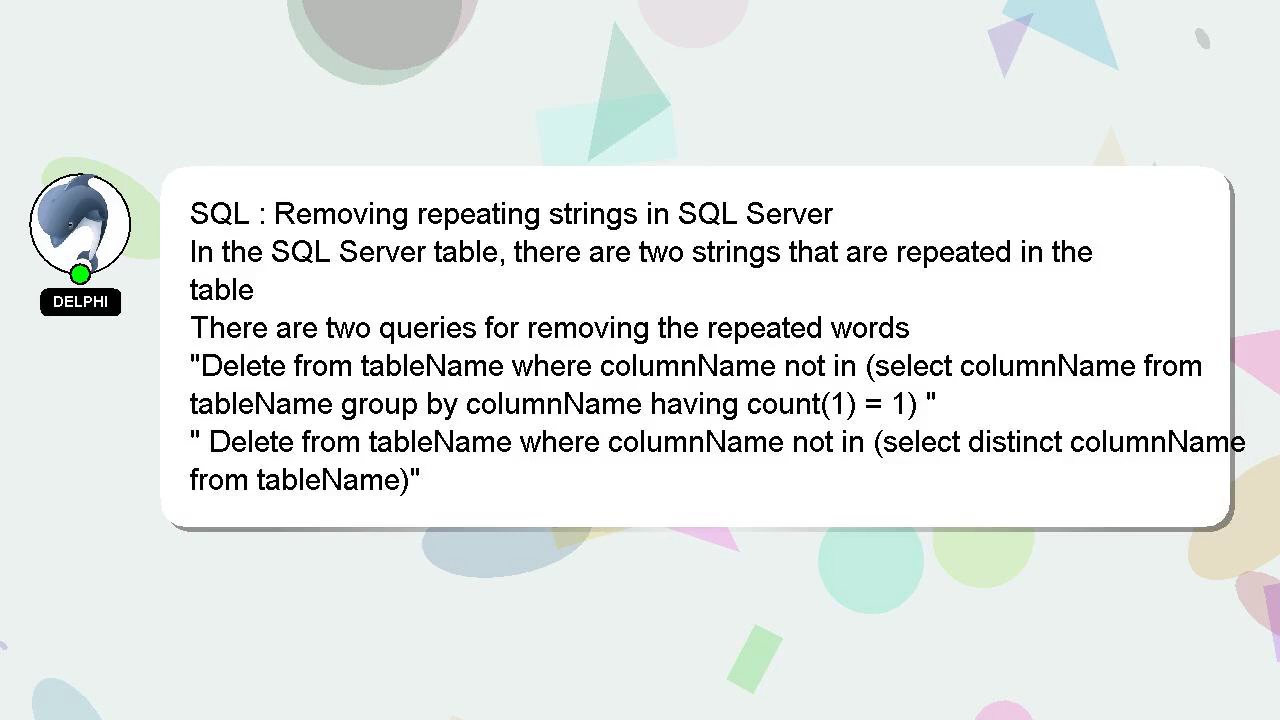 SQL : Removing repeating strings in SQL Server
In the SQL Server table, there are two strings that are repeated in the
table
There are two queries for removing the repeated words
"Delete from tableName where columnName not in (select columnName from
tableName group by columnName having count(1) = 1) "
" Delete from tableName where columnName not in (select distinct columnName
from tableName)"
DELPHI